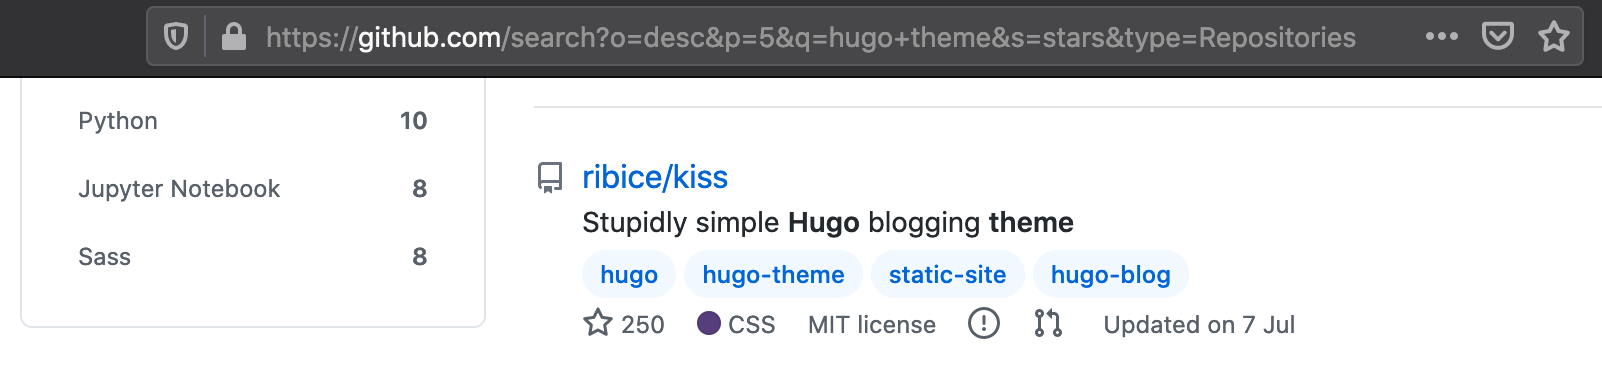 https://github.com/search?o=desc&p=5&q=hugo+theme&s=stars&type=Repositories
Python 10
Jupyter Notebook 8
Sass 8
ribice/kiss
Stupidly simple Hugo blogging theme
hugo hugo-theme static-site hugo-blog
250 CSS MIT license Updated on 7 Jul